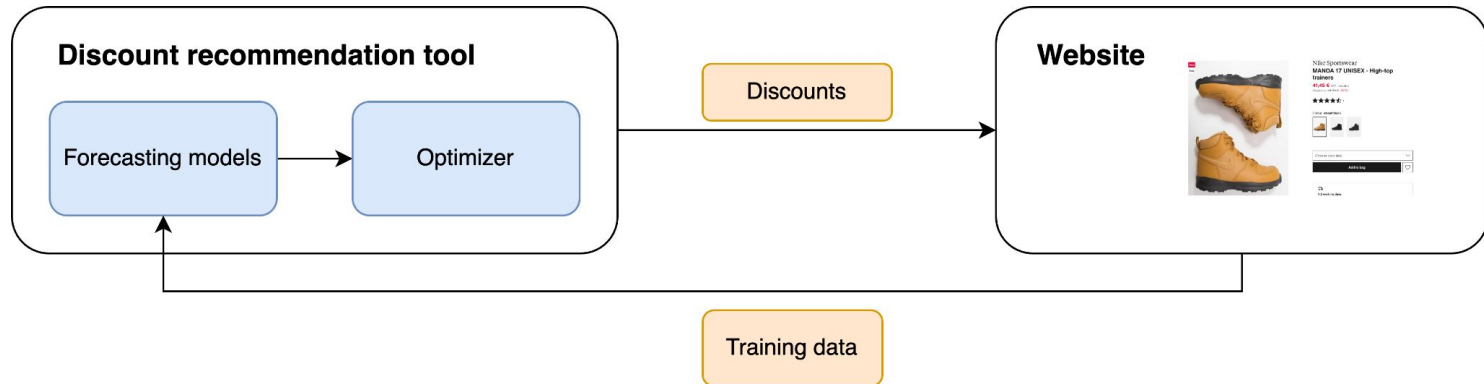 Discount recommendation tool
Forecasting models
Optimizer
Discounts
Website
Nike Sportswear
MANOA 17 UNISEX - High-top
trainers
41,45 €
Add to bag
Training data